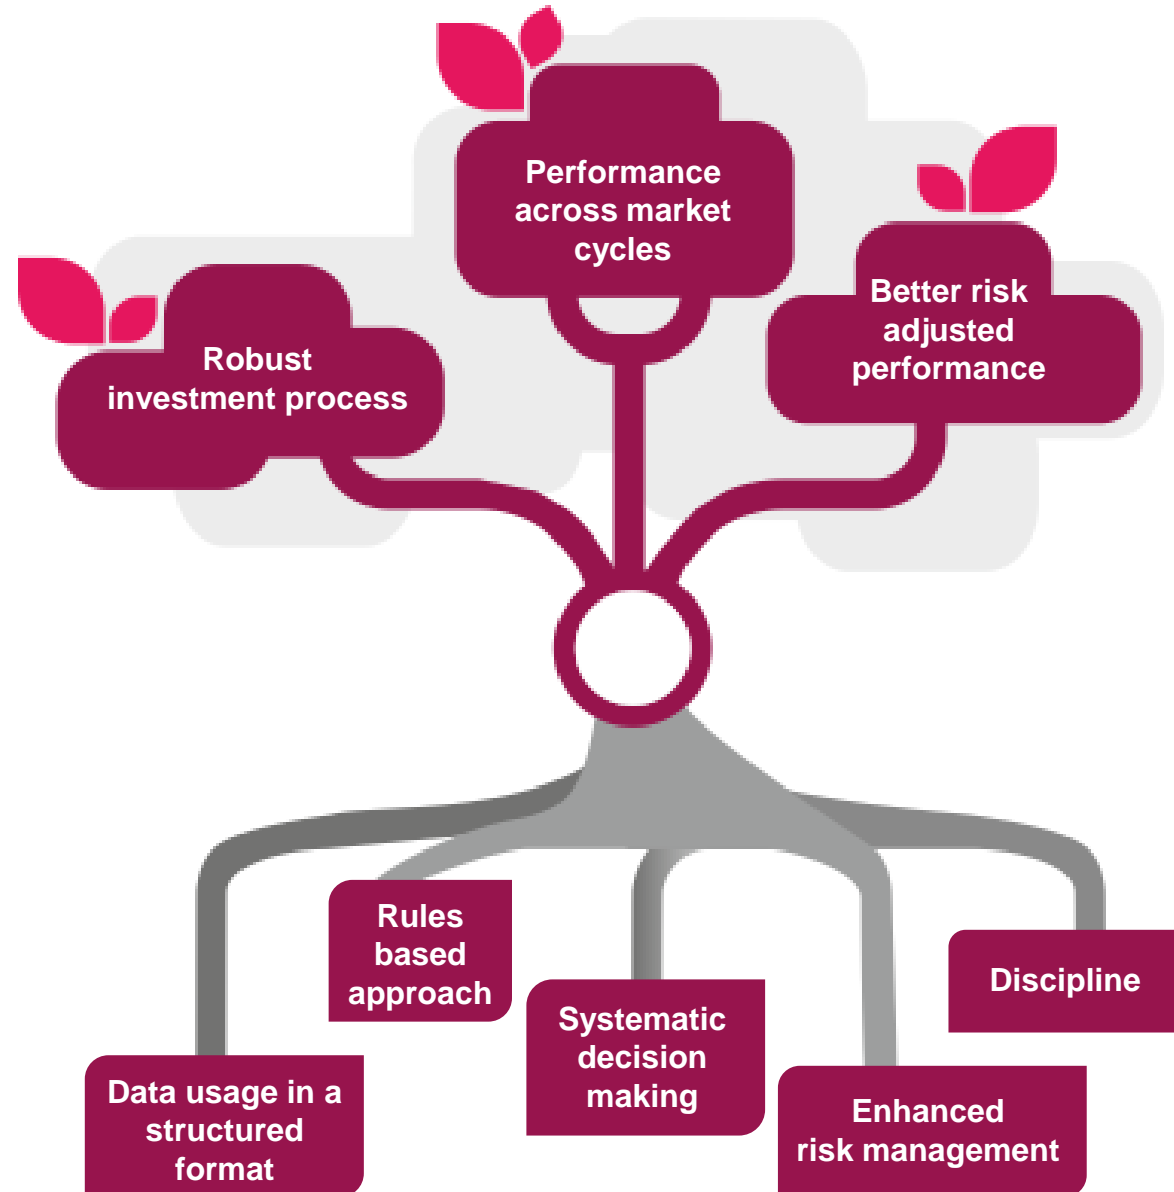 Performance
across market
cycles
Better risk
adjusted
performance
Robust
investment process
Rules
based
approach
Discipline
Systematic
decision
making
Data usage in a
structured
format
Enhanced
risk management